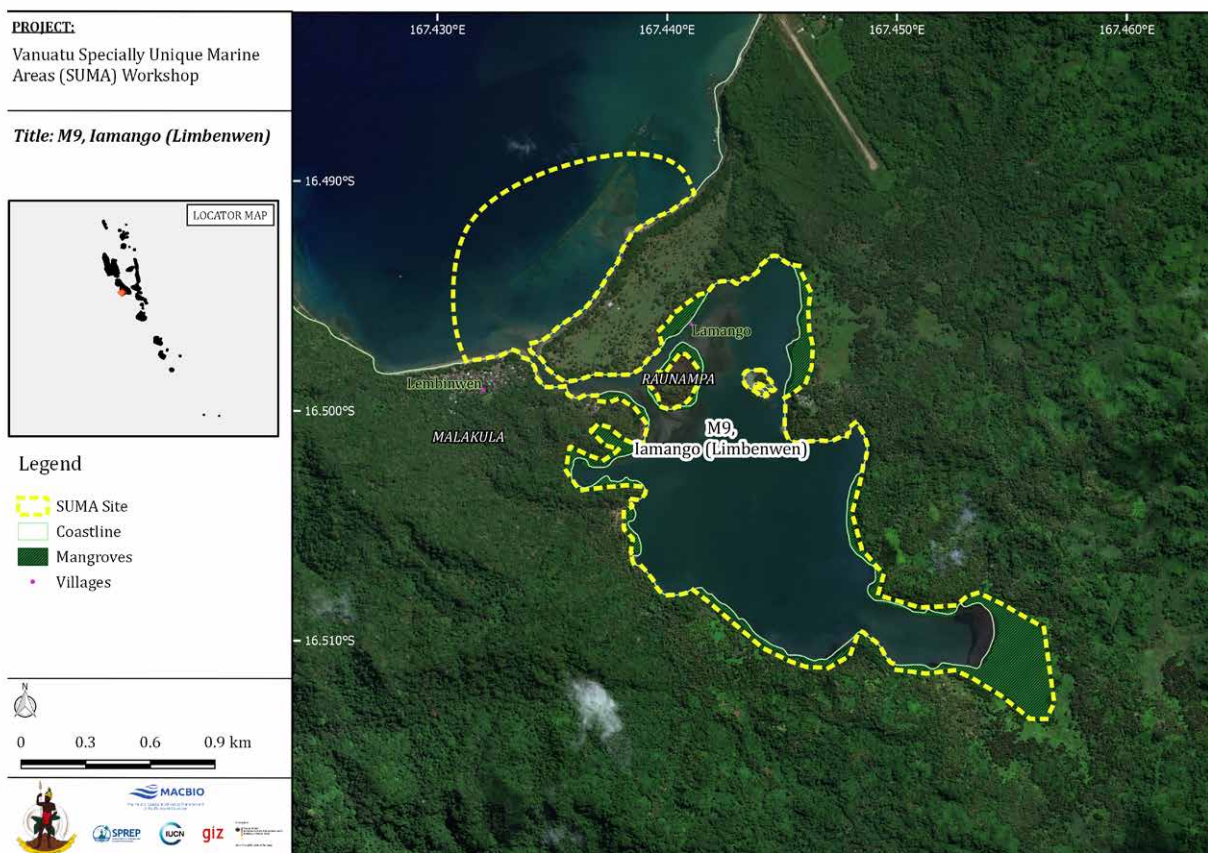 PROJECT:
Vanuatu Specially Unique Marine
Areas (SUMA) Workshop
Title: M9, Iamango (Limbenwen)
LOCATOR MAP
Legend
SUMA Site
Coastline
Mangroves
Villages
N
0 0.3 0.6 0.9 km
MACBIO
SPREP
IUCN
giz
167.430°E 167.440°E 167.450°E 167.460°E
16.490°S
Lamango
RAUNAMPA
Lembinwen
16.500°S
MALAKULA
M9,
Iamango (Limbenwen)
16.510°S